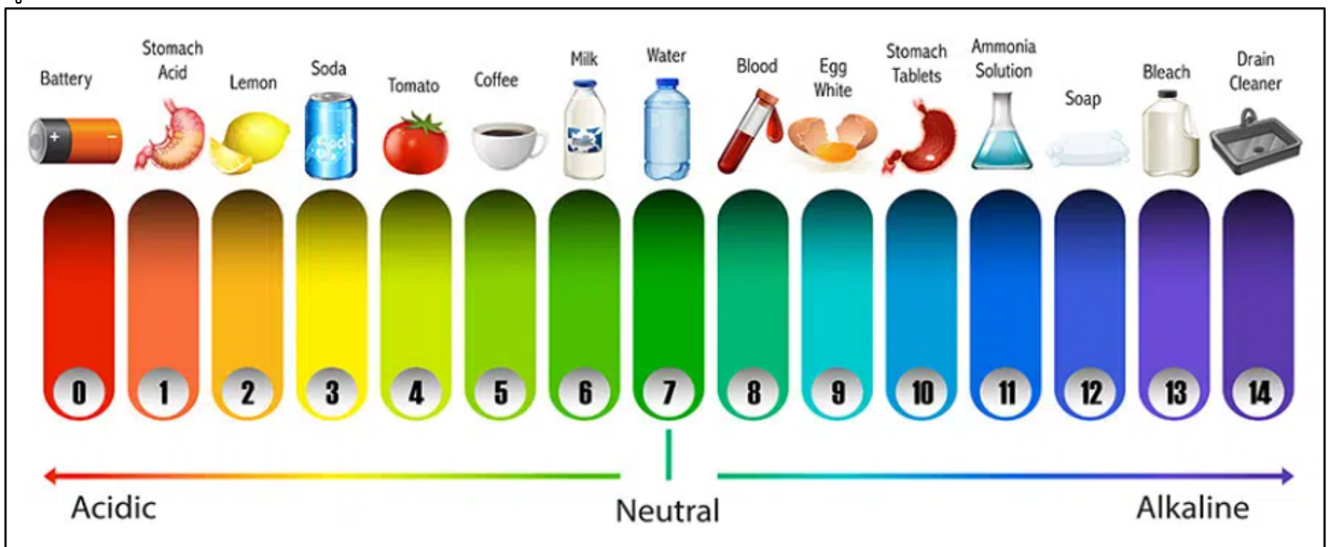 Battery
Stomach
Acid
Lemon
Soda
Tomato
Coffee
Milk
Water
Blood
Egg
White
Stomach
Tablets
Ammonia
Solution
Soap
Bleach
Drain
Cleaner
+ -
Soda
0 1 2 3 4 5 6 7 8 9 10 11 12 13 14
Acidic
Neutral
Alkaline